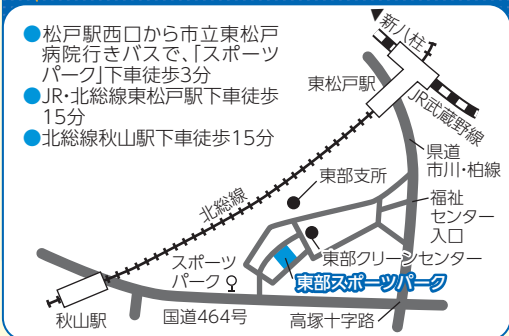 ●松戸駅西口から市立東松戸
病院行きバスで、「スポーツ
パーク」下車徒歩3分
●JR・北総線東松戸駅下車徒歩
15分
●北総線秋山駅下車徒歩15分
新八柱
東松戸駅
JR武蔵野線
県道
市川・柏線
東部支所
北総線
福祉
センター
入口
東部クリーンセンター
スポーツ
パーク
東部スポーツパーク
秋山駅
国道464号
高塚十字路